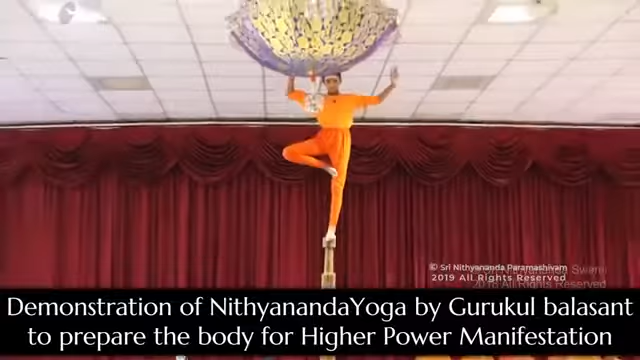 © Sri Nithyananda Paramashivam
2019 All Rights Reserved
Demonstration of NithyanandaYoga by Gurukul balasant
to prepare the body for Higher Power Manifestation